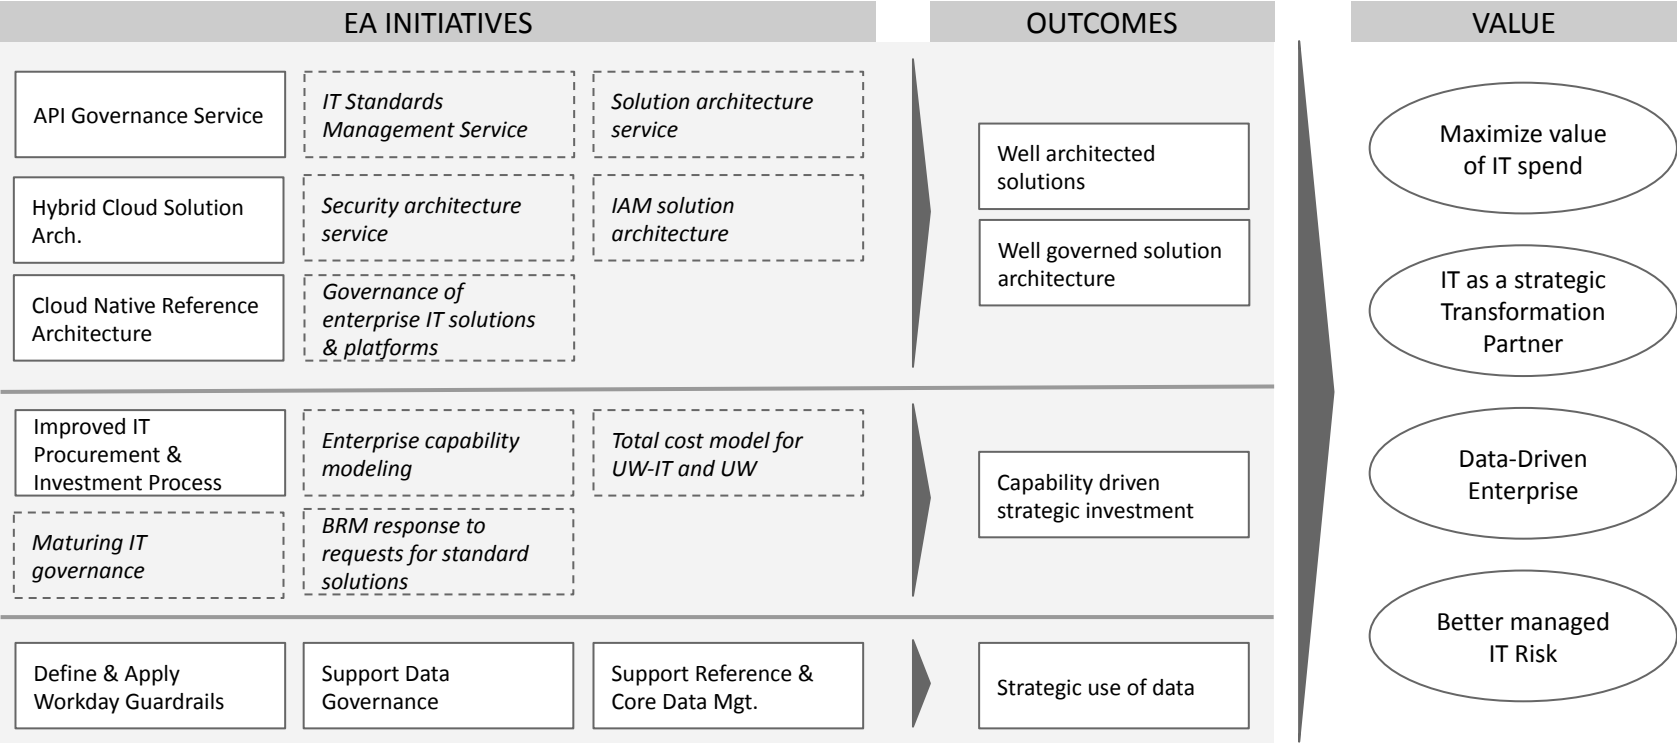 EA INITIATIVES
OUTCOMES
VALUE
API Governance Service
IT Standards
Management Service
Solution architecture
service
Hybrid Cloud Solution
Arch.
Security architecture
service
IAM solution
architecture
Cloud Native Reference
Architecture
Governance of
enterprise IT solutions
& platforms
Well architected
solutions
Well governed solution
architecture
Improved IT
Procurement &
Investment Process
Enterprise capability
modeling
Total cost model for
UW-IT and UW
Maturing IT
governance
BRM response to
requests for standard
solutions
Capability driven
strategic investment
Define & Apply
Workday Guardrails
Support Data
Governance
Support Reference &
Core Data Mgt.
Strategic use of data
Maximize value
of IT spend
IT as a strategic
Transformation
Partner
Data-Driven
Enterprise
Better managed
IT Risk